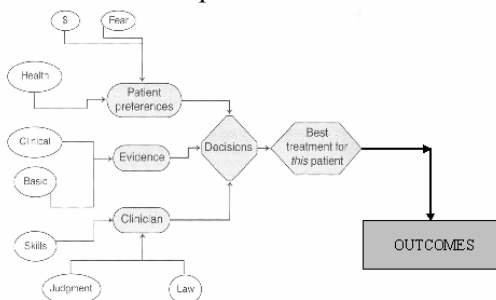 $
Fear
Health
Patient
preferences
Clinical
Evidence
Basic
Decisions
Best
treatment for
this patient
Clinician
Skills
Judgment
Law
OUTCOMES